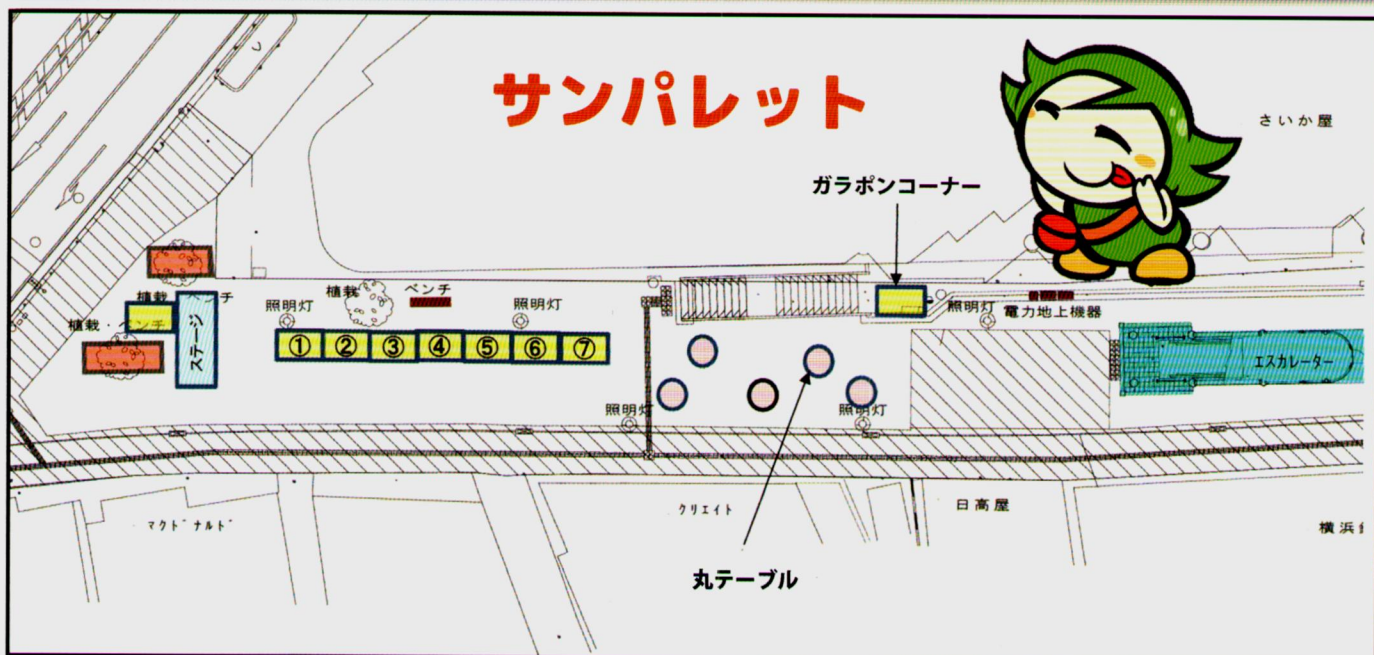 サンパレット
さいか屋
ガラポンコーナー
植栽
ベンチ
照明灯
照明灯
照明灯
電力地上機器
植栽・ベンチ
ステージ
① ② ③ ④ ⑤ ⑥ ⑦
エスカレーター
照明灯
照明灯
マクドナルド
クリエイト
日高屋
丸テーブル